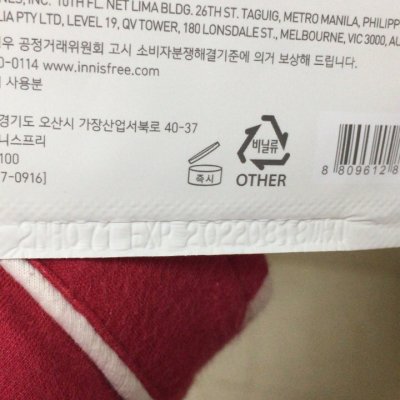 NES, INC. 10TH FL. NET LIMA BLDG. 26TH ST. TAGUIG, METRO MANILA, PHILIPP
LIA PTY LTD, LEVEL 19, QV TOWER, 180 LONSDALE ST., MELBOURNE, VIC 3000, AU
우 공정거래위원회 고시 소비자분쟁해결기준에 의거 보상해 드립니다.
0-0114 www.innisfree.com
시 사용분
경기도 오산시 가장산업서북로 40-37
니스프리
100
7-0916]
즉시
비닐류
OTHER
8 809612 8
EXP 20220818